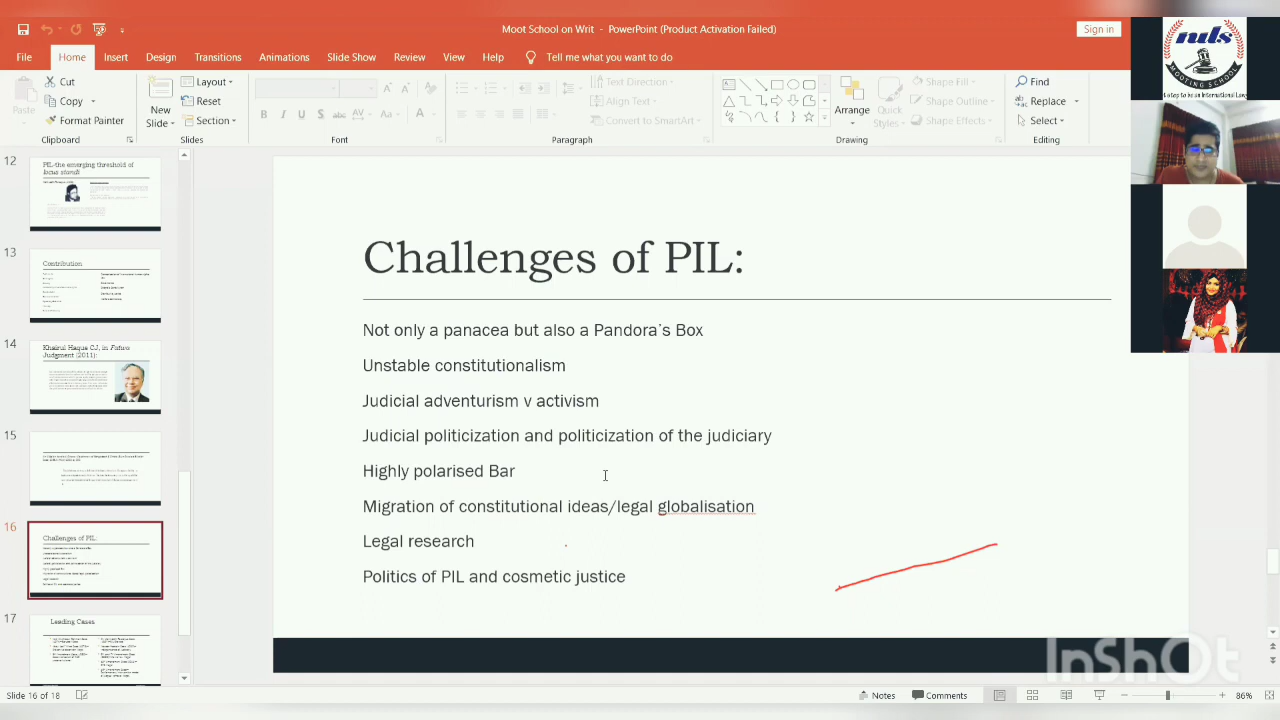 Moot School on Writ - PowerPoint (Product Activation Failed)
Sign in
File Home Insert Design Transitions Animations Slide Show Review View Help Tell me what you want to do
Paste
Cut
Copy
Format Painter
Clipboard
New
Slide
Layout
Reset
Section
Slides
Font
Text Direction
Align Text
Convert to SmartArt
Paragraph
Arrange
Quick
Styles
Shape Fill
Shape Outline
Shape Effects
Drawing
Find
Replace
Select
Editing
nuls
MOOTING SCHOOL
12
PIL-the emerging threshold of
locus standi
13
Contribution
14
Khairul Haque CJ, in Fatwa
Judgment (2011):
15
16
Challenges of PIL:
17
Leading Cases
Challenges of PIL:
Not only a panacea but also a Pandora's Box
Unstable constitutionalism
Judicial adventurism v activism
Judicial politicization and politicization of the judiciary
Highly polarised Bar
Migration of constitutional ideas/legal globalisation
Legal research
Politics of PIL and cosmetic justice
InShOt
Slide 16 of 18
Notes
Comments
86%